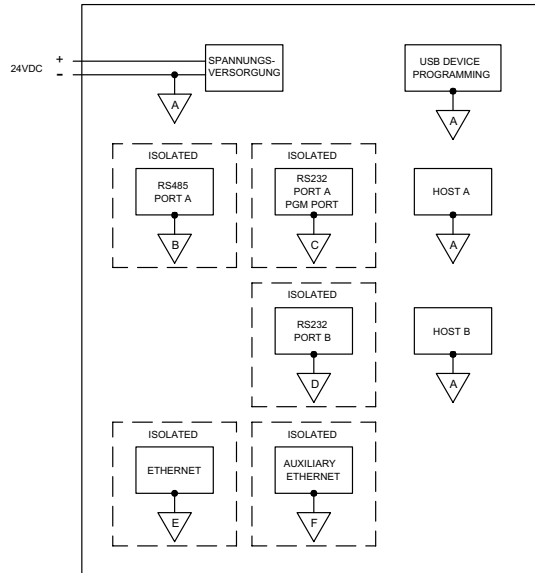 24VDC
+
-
SPANNUNGS-
VERSORGUNG
A
USB DEVICE
PROGRAMMING
A
ISOLATED
RS485
PORT A
B
ISOLATED
RS232
PORT A
PGM PORT
C
HOST A
A
ISOLATED
RS232
PORT B
D
HOST B
A
ISOLATED
ETHERNET
E
ISOLATED
AUXILIARY
ETHERNET
F